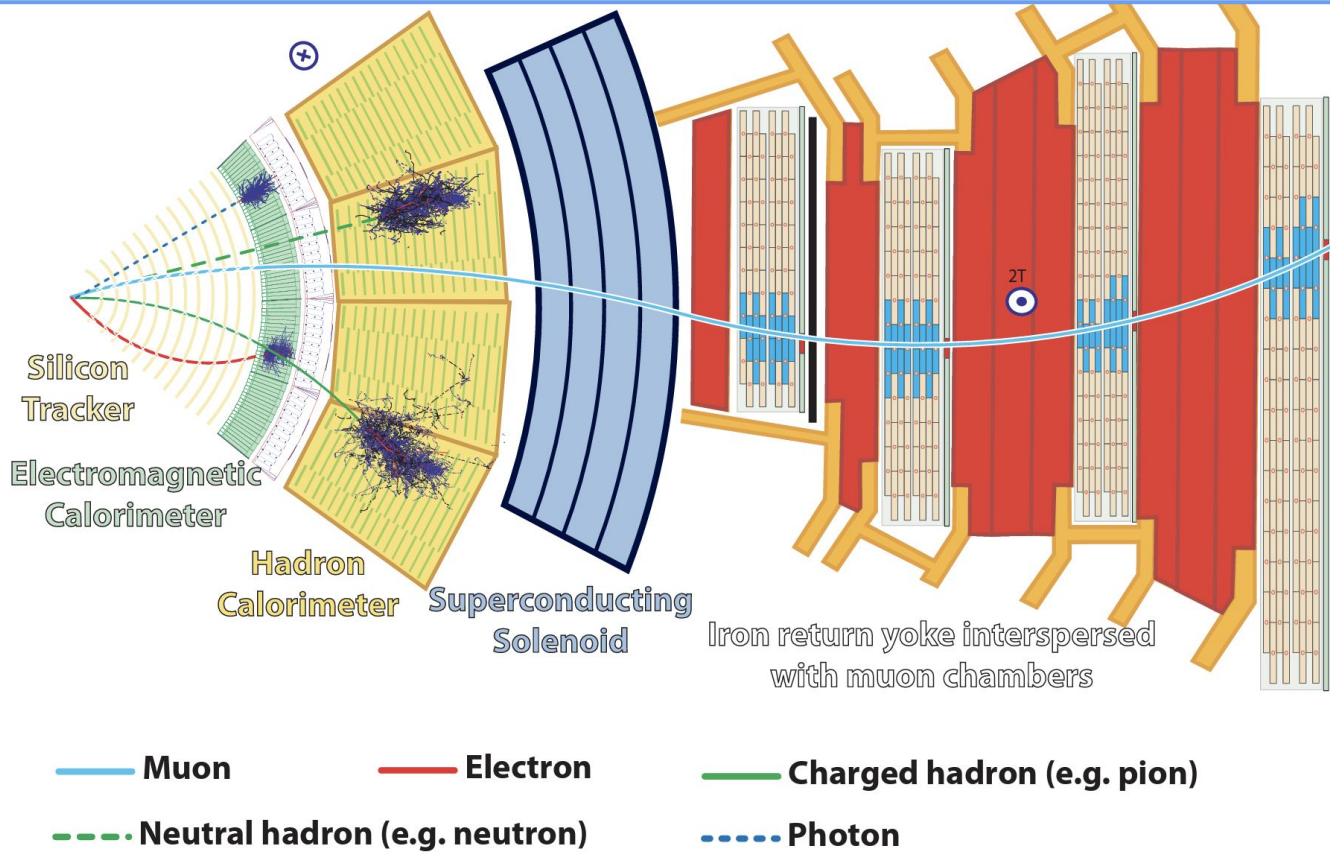 2T
Silicon
Tracker
Electromagnetic
Calorimeter
Hadron
Calorimeter
Superconducting
Solenoid
Iron return yoke interspersed
with muon chambers
Muon
Electron
Charged hadron (e.g. pion)
Neutral hadron (e.g. neutron)
Photon